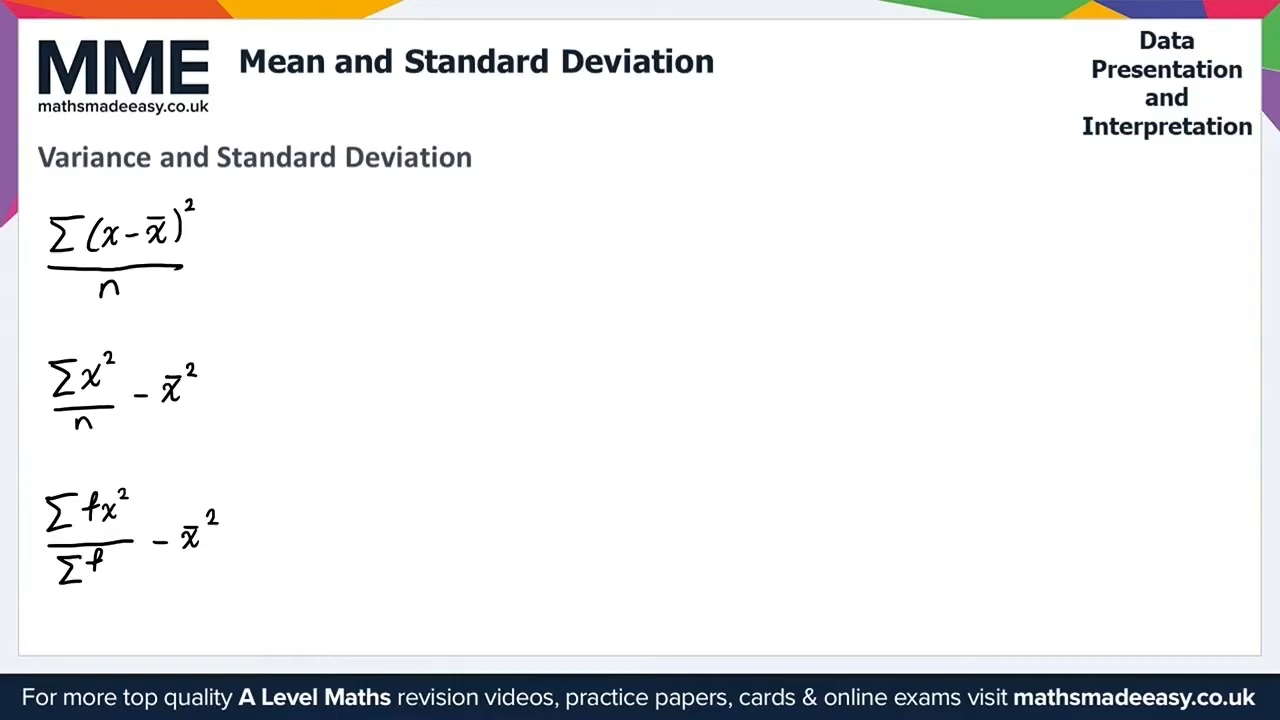 MME
mathsmadeeasy.co.uk
Mean and Standard Deviation
Data
Presentation
and
Interpretation
Variance and Standard Deviation
Σ(x-x̄)²
n
Σx² - x̄²
n
Σfx² - x̄²
Σf
For more top quality A Level Maths revision videos, practice papers, cards & online exams visit mathsmadeeasy.co.uk